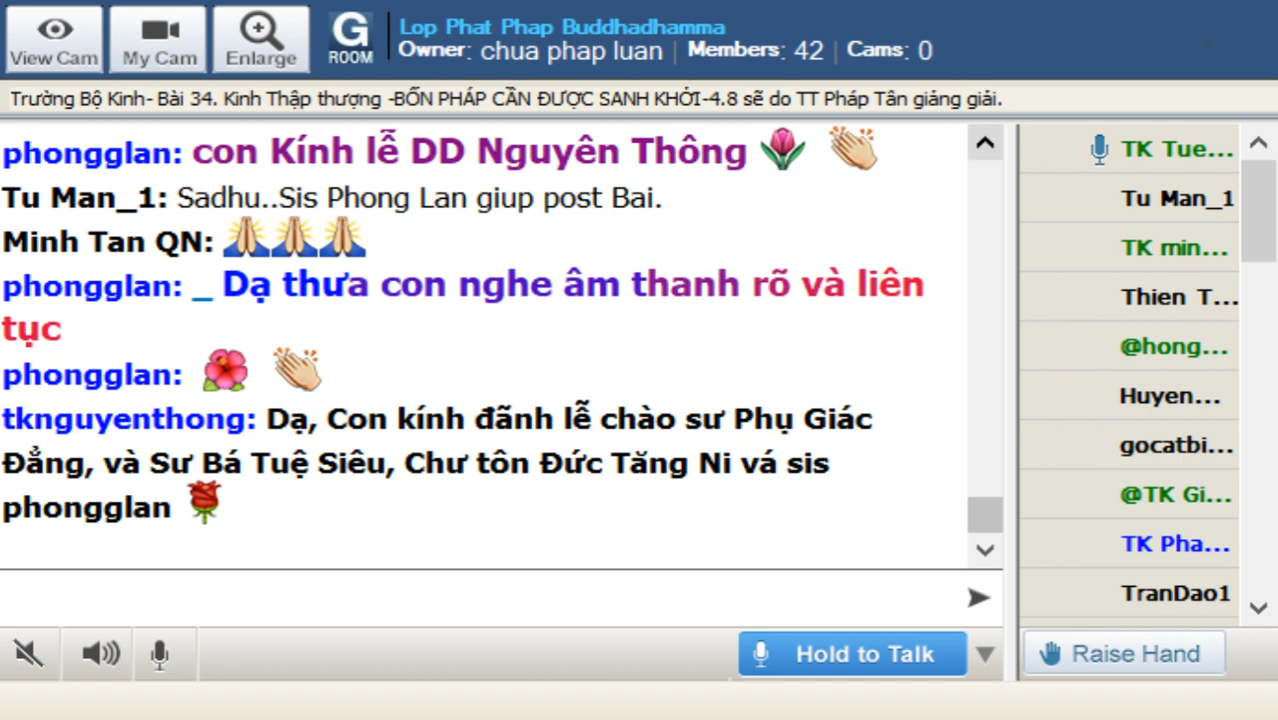 View Cam
My Cam
Enlarge
G
ROOM
Lop Phat Phap Buddhadhamma
Owner: chua phap luan | Members: 42 | Cams: 0
Trường Bộ Kinh- Bài 34. Kinh Thập thượng -BỐN PHÁP CẦN ĐƯỢC SANH KHỞI-4.8 sẽ do TT Pháp Tân giảng giải.
phongglan: con Kính lễ DD Nguyên Thông
Tu Man_1: Sadhu..Sis Phong Lan giup post Bai.
Minh Tan QN:
phongglan: _ Dạ thưa con nghe âm thanh rõ và liên
tục
phongglan:
tknguyenthong: Dạ, Con kính đãnh lễ chào sư Phụ Giác
Đẳng, và Sư Bá Tuệ Siêu, Chư tôn Đức Tăng Ni vá sis
phongglan
TK Tue...
Tu Man_1
TK min...
Thien T...
@hong...
Huyen...
gocatbi...
@TK Gi...
TK Pha...
TranDao1
Hold to Talk
Raise Hand